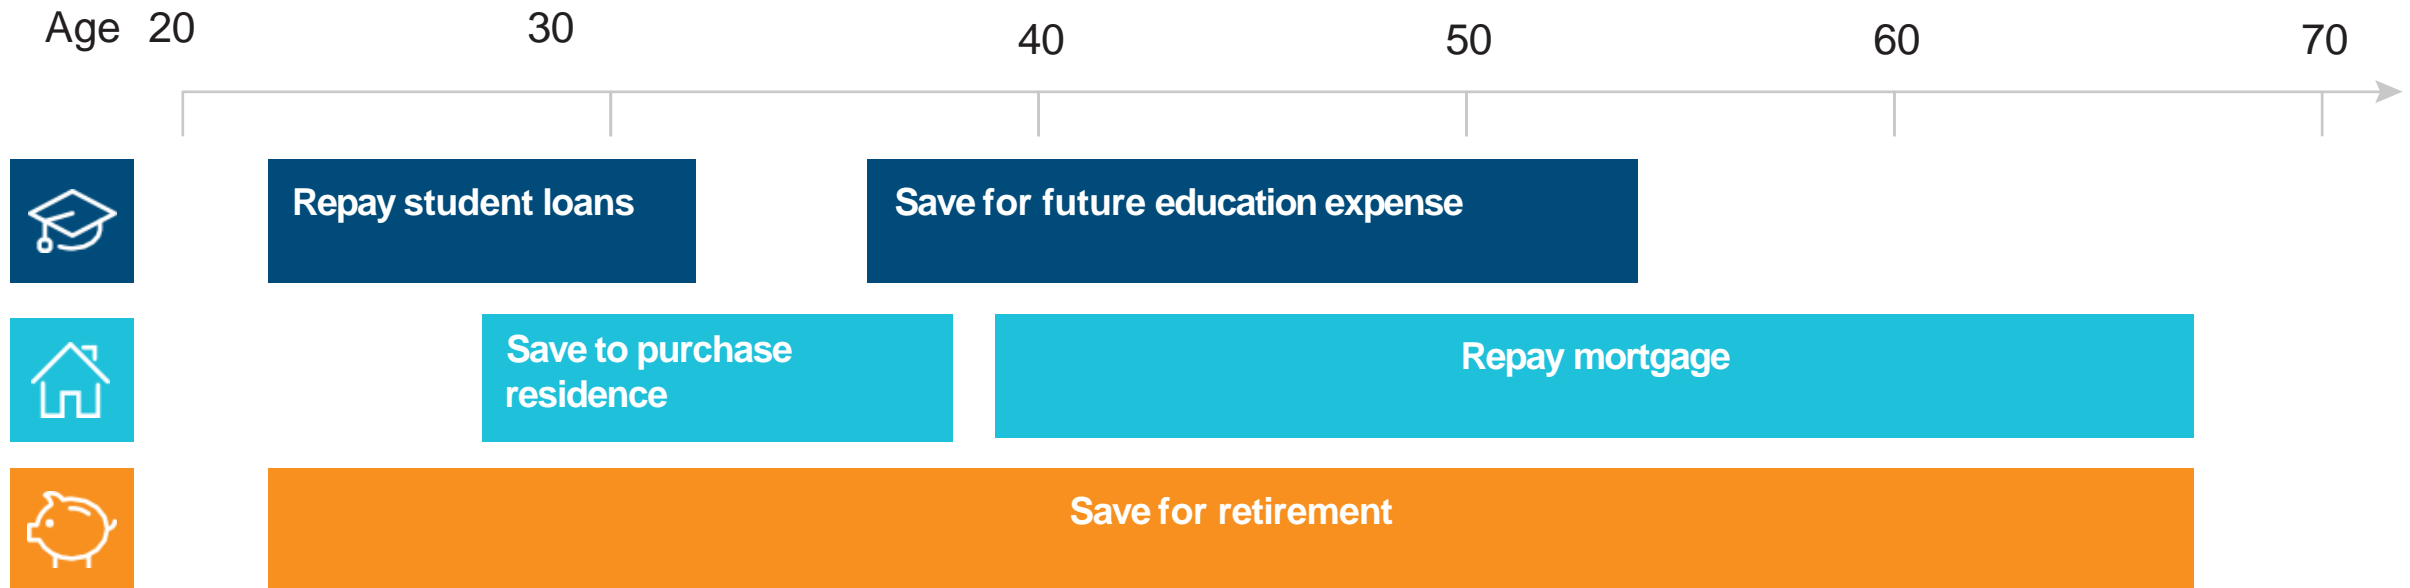 Age 20 30 40 50 60 70
Repay student loans
Save for future education expense
Save to purchase
residence
Repay mortgage
Save for retirement